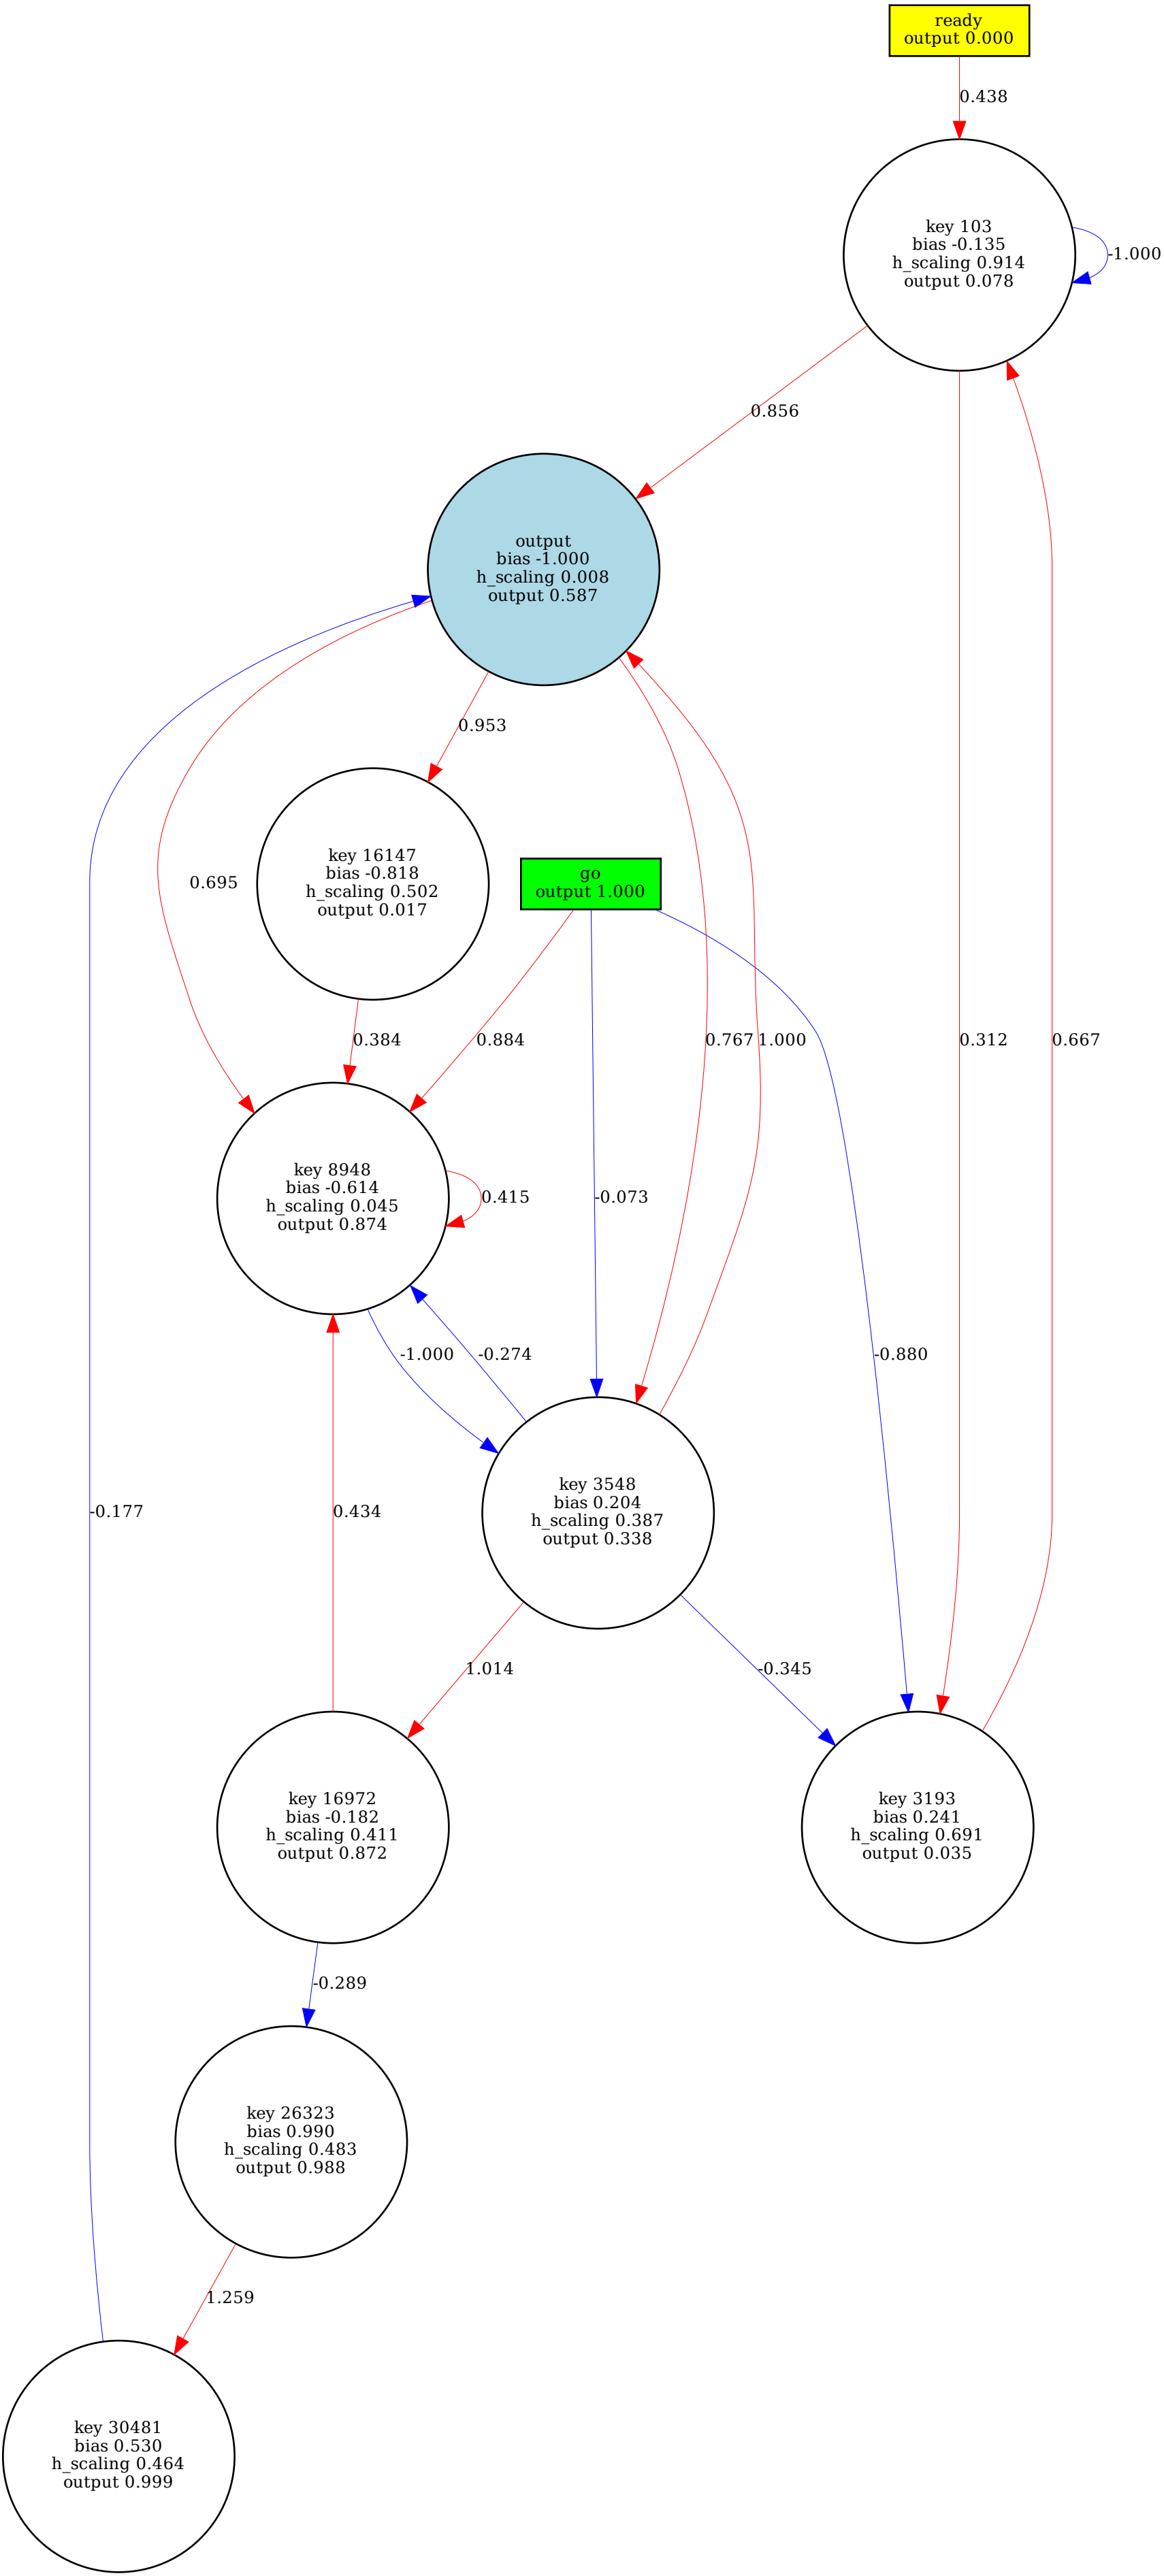 ready
output 0.000
0.438
key 103
bias -0.135
h_scaling 0.914
output 0.078
-1.000
0.856
output
bias -1.000
h_scaling 0.008
output 0.587
0.953
key 16147
bias -0.818
h_scaling 0.502
output 0.017
go
output 1.000
0.695
0.384
0.884
0.767
1.000
0.312
0.667
key 8948
bias -0.614
h_scaling 0.045
output 0.874
0.415
-0.073
-1.000
-0.274
-0.880
key 3548
bias 0.204
h_scaling 0.387
output 0.338
-0.177
0.434
1.014
-0.345
key 16972
bias -0.182
h_scaling 0.411
output 0.872
key 3193
bias 0.241
h_scaling 0.691
output 0.035
-0.289
key 26323
bias 0.990
h_scaling 0.483
output 0.988
1.259
key 30481
bias 0.530
h_scaling 0.464
output 0.999